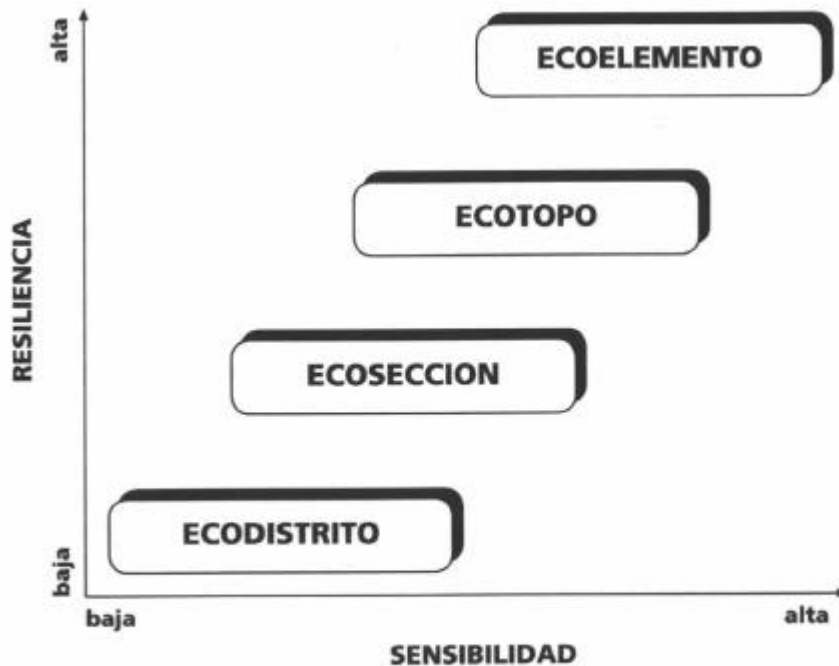 alta
ECOELEMENTO
ECOTOPO
RESILIENCIA
ECOSECCION
ECODISTRITO
baja
baja
alta
SENSIBILIDAD